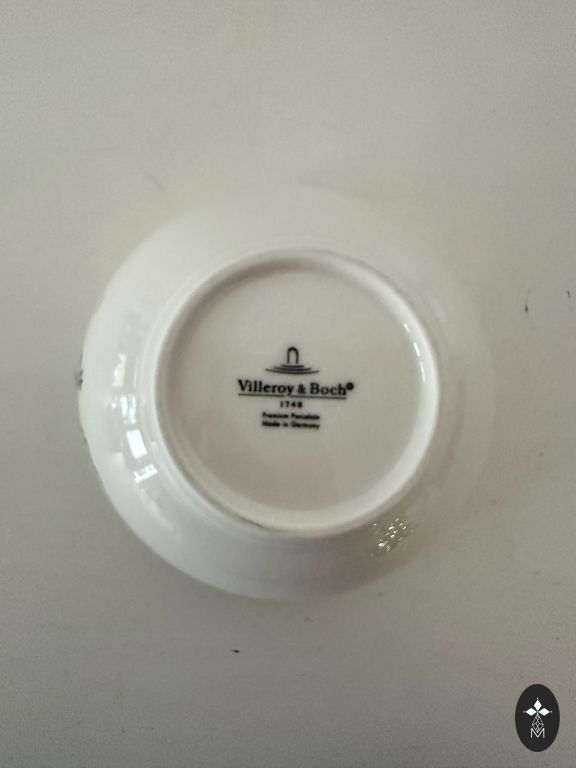 Villeroy & Boch®
1748
Premium Porcelain
Made in Germany
M